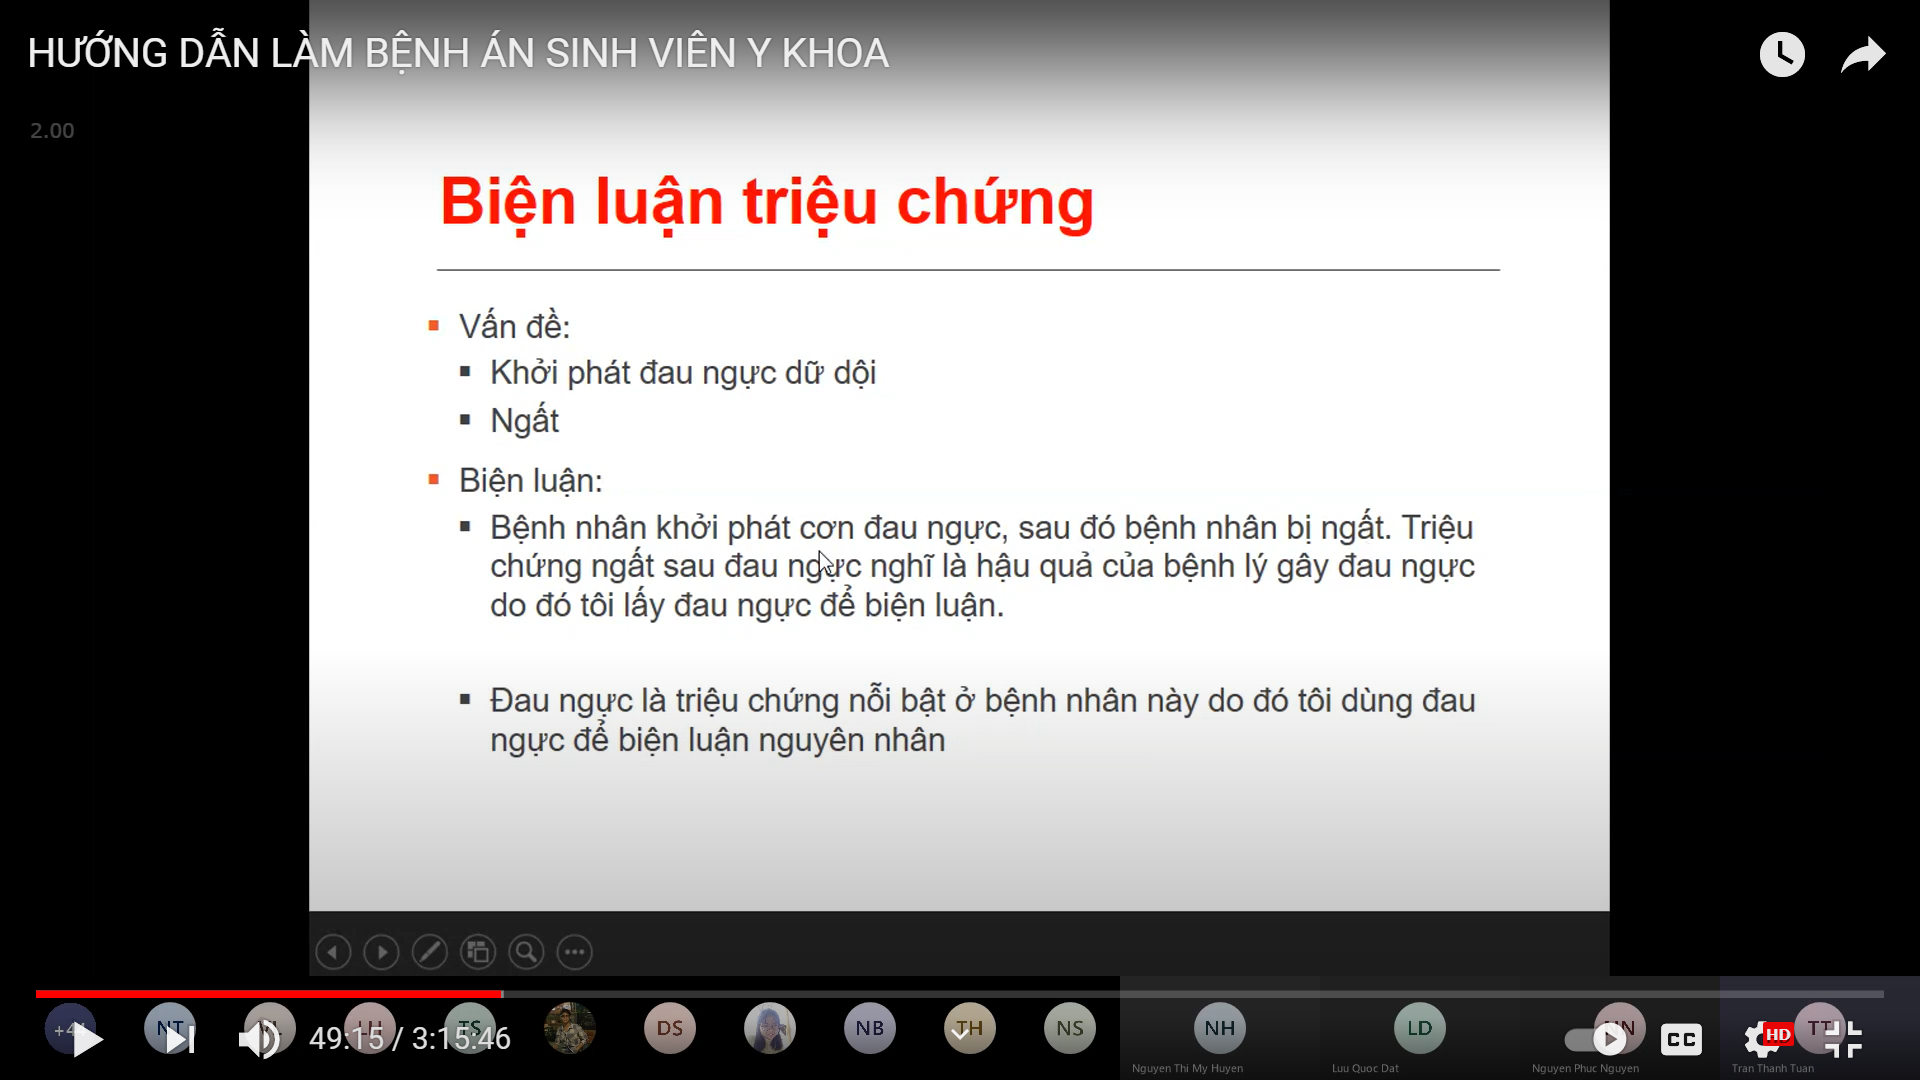 HƯỚNG DẪN LÀM BỆNH ÁN SINH VIÊN Y KHOA
2.00
Biện luận triệu chứng
Vấn đề:
Khởi phát đau ngực dữ dội
Ngất
Biện luận:
Bệnh nhân khởi phát cơn đau ngực, sau đó bệnh nhân bị ngất. Triệu
chứng ngất sau đau ngực nghĩ là hậu quả của bệnh lý gây đau ngực
do đó tôi lấy đau ngực để biện luận.
Đau ngực là triệu chứng nỗi bật ở bệnh nhân này do đó tôi dùng đau
ngực để biện luận nguyên nhân
NT
LH
TS
DS
NB
TH
NS
NH
LD
TT
49:15 / 3:15:46
CC
HD
Nguyen Thi My Huyen
Luu Quoc Dat
Nguyen Phuc Nguyen
Tran Thanh Tuan